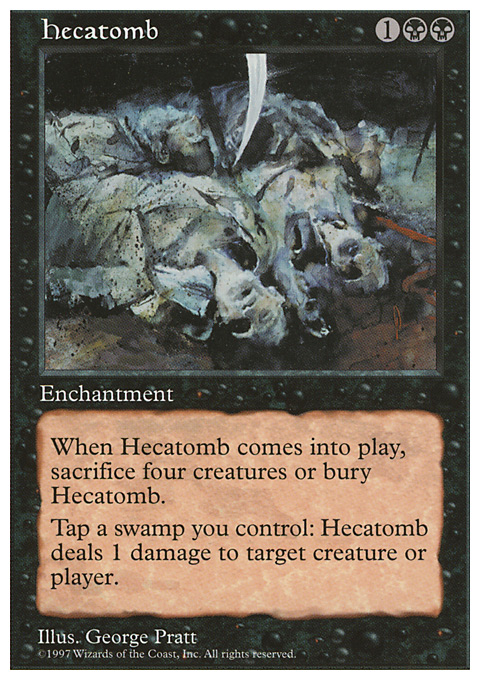 Hecatomb 1
Enchantment
When Hecatomb comes into play,
sacrifice four creatures or bury
Hecatomb.
Tap a swamp you control: Hecatomb
deals 1 damage to target creature or
player.
Illus. George Pratt
©1997 Wizards of the Coast, Inc. All rights reserved.